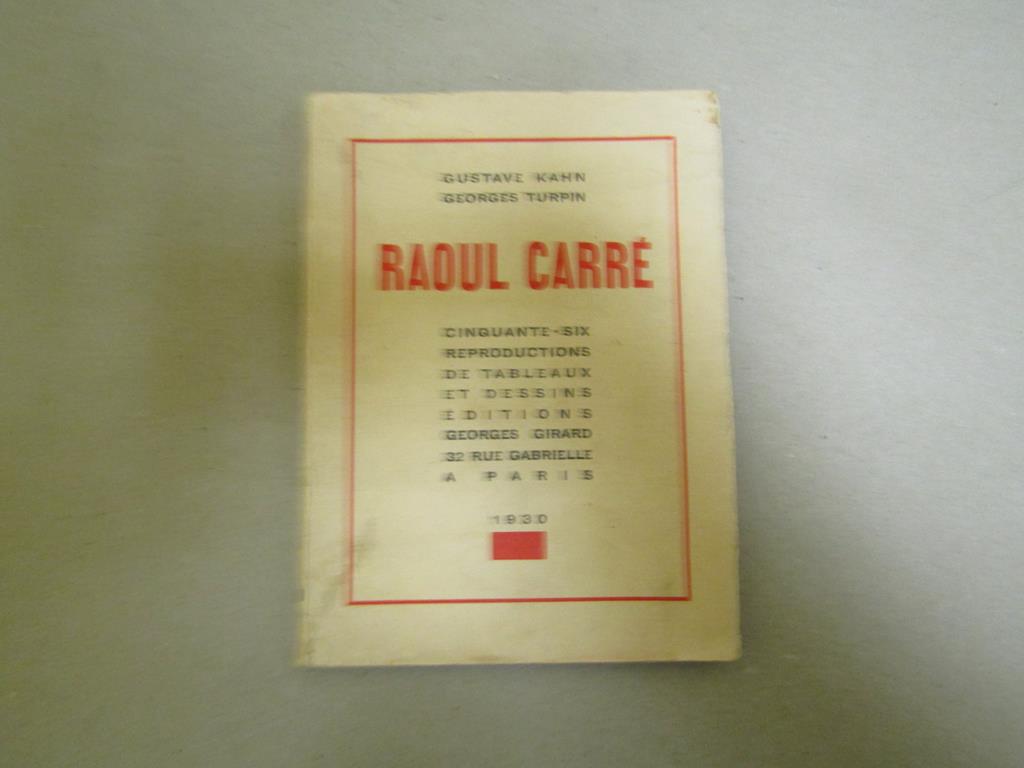 GUSTAVE KAHN
GEORGES TURPIN
RAOUL CARRÉ
CINQUANTE-SIX
REPRODUCTIONS
DE TABLEAUX
ET DESSINS
EDITIONS
GEORGES GIRARD
32 RUE GABRIELLE
A PARIS
1930